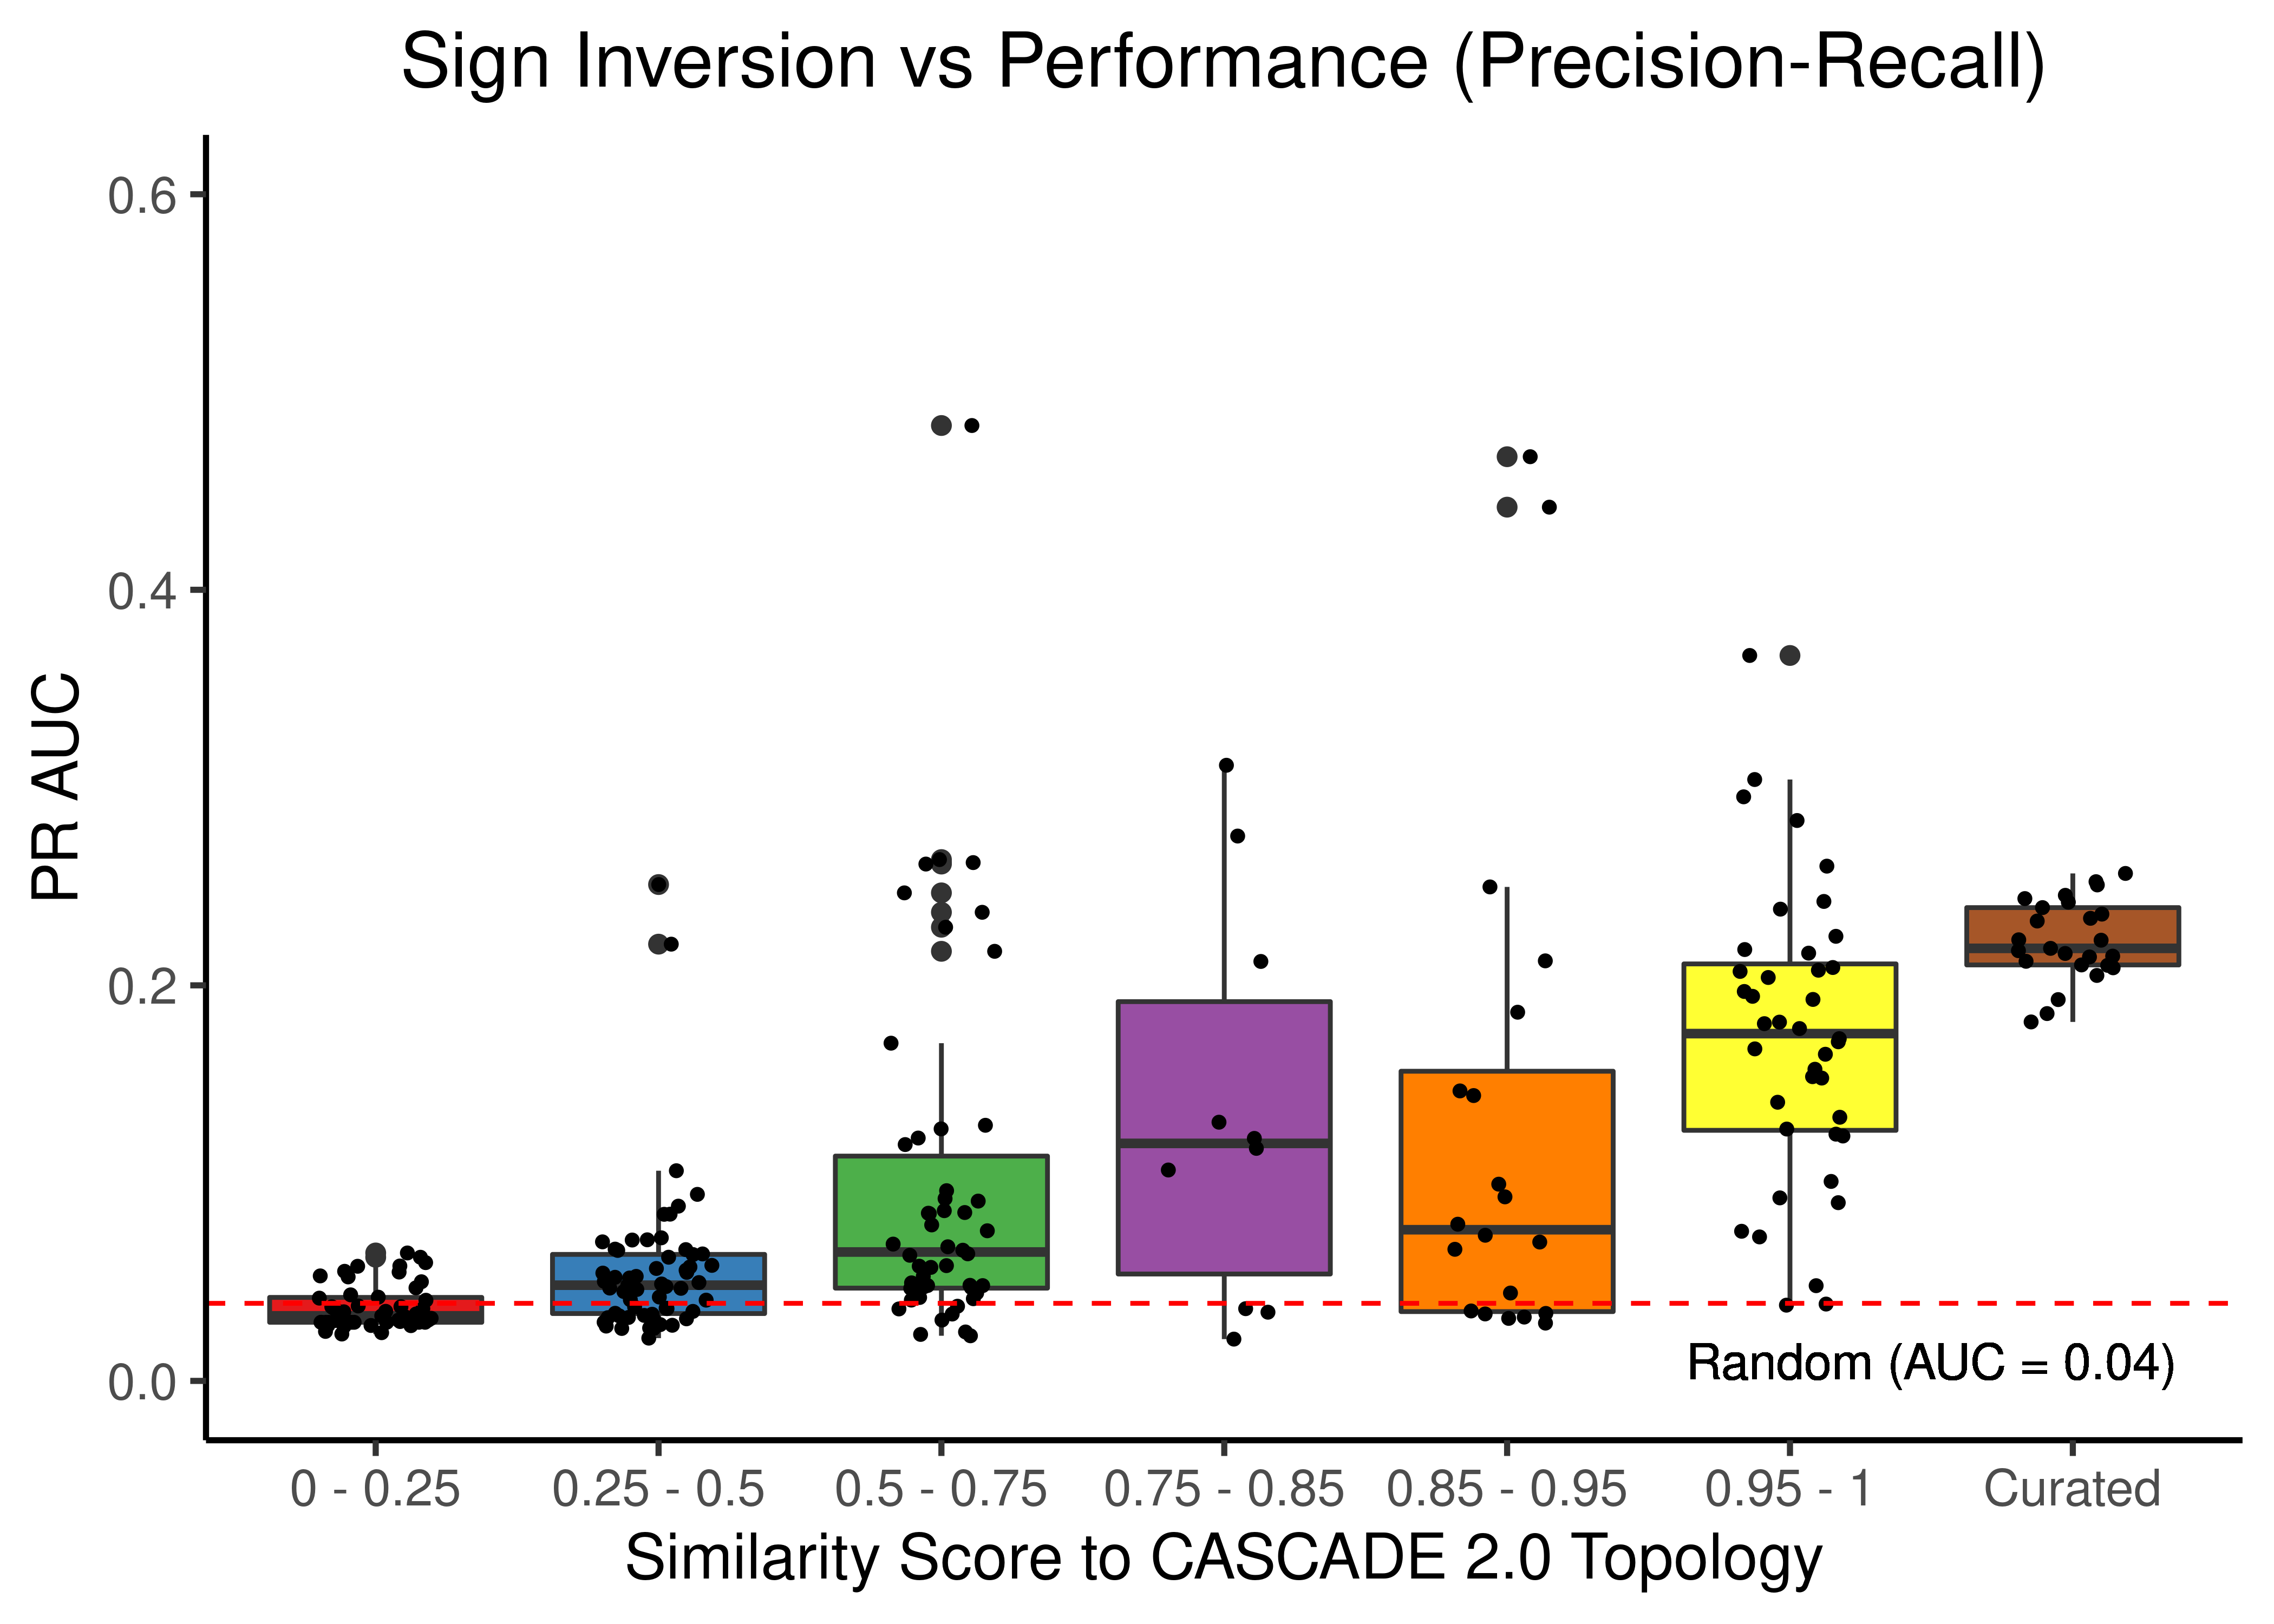 Sign Inversion vs Performance (Precision-Recall)
PR AUC
0.6
0.4
0.2
0.0
Random (AUC = 0.04)
0 - 0.25
0.25 - 0.5
0.5 - 0.75
0.75 - 0.85
0.85 - 0.95
0.95 - 1
Curated
Similarity Score to CASCADE 2.0 Topology